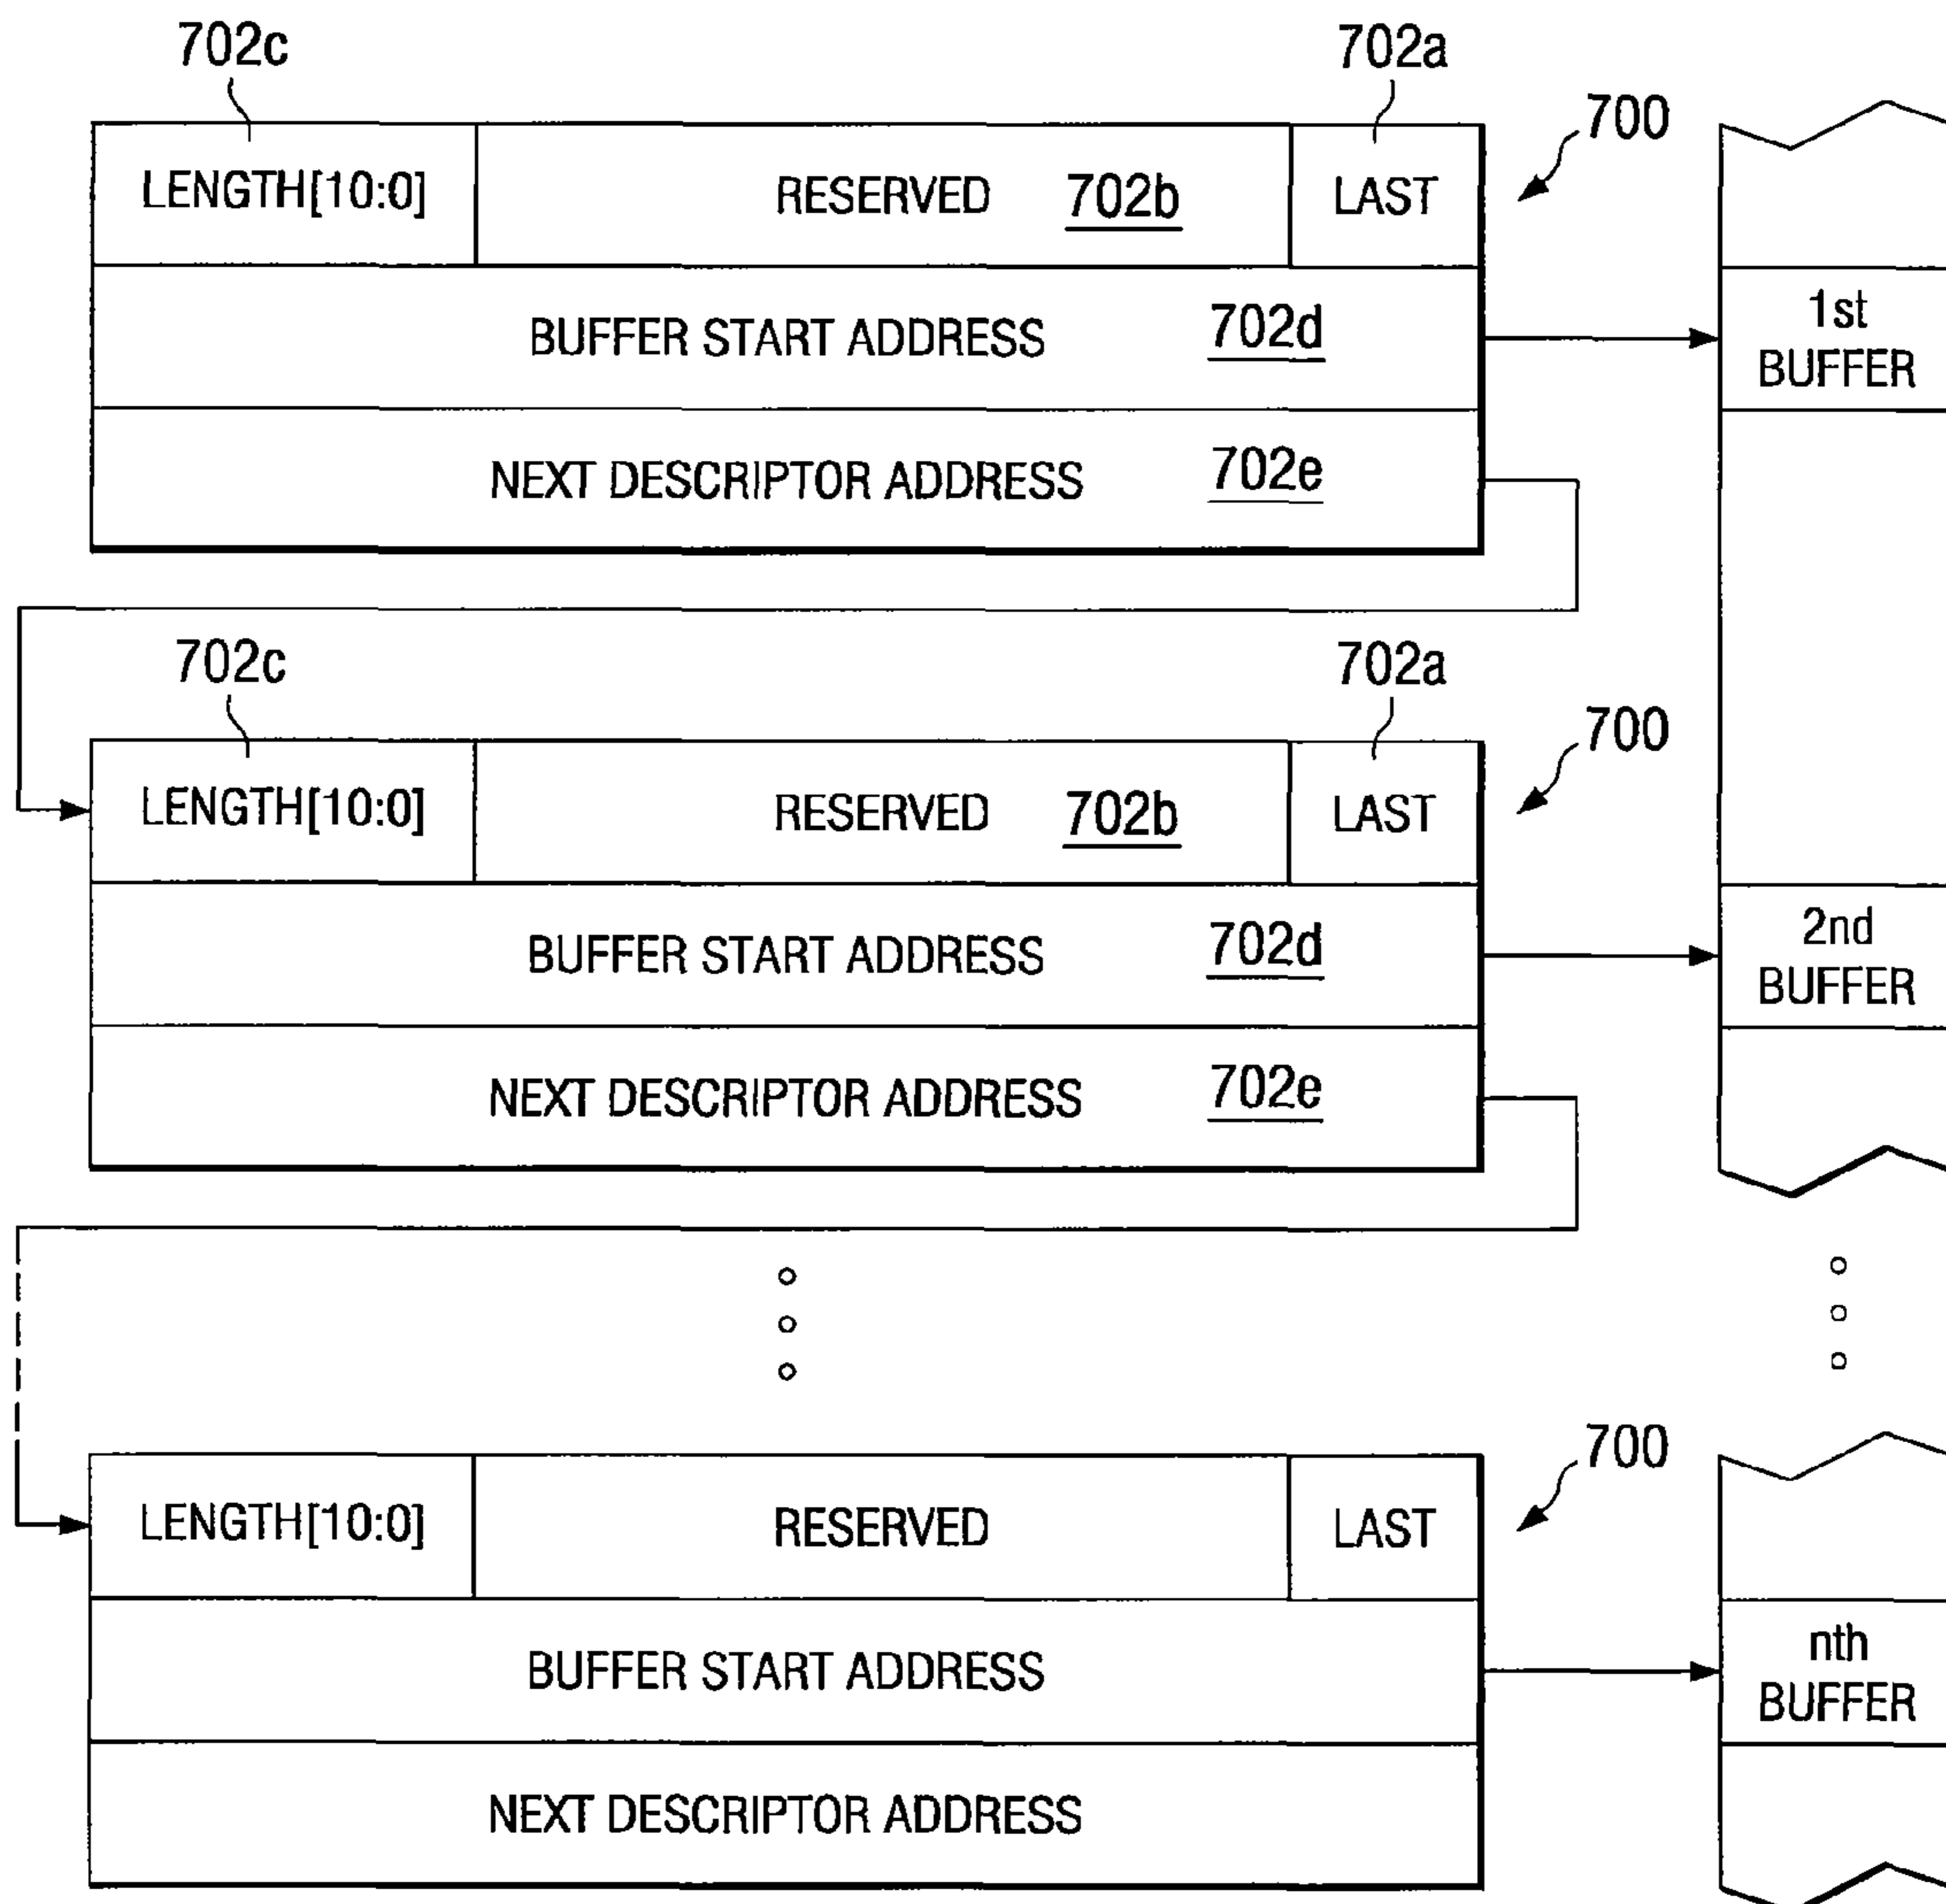 702c
702a
700
LENGTH[10:0]
RESERVED 702b
LAST
BUFFER START ADDRESS 702d
1st
BUFFER
NEXT DESCRIPTOR ADDRESS 702e
702c
702a
700
LENGTH[10:0]
RESERVED 702b
LAST
BUFFER START ADDRESS 702d
2nd
BUFFER
NEXT DESCRIPTOR ADDRESS 702e
700
LENGTH[10:0]
RESERVED
LAST
BUFFER START ADDRESS
nth
BUFFER
NEXT DESCRIPTOR ADDRESS